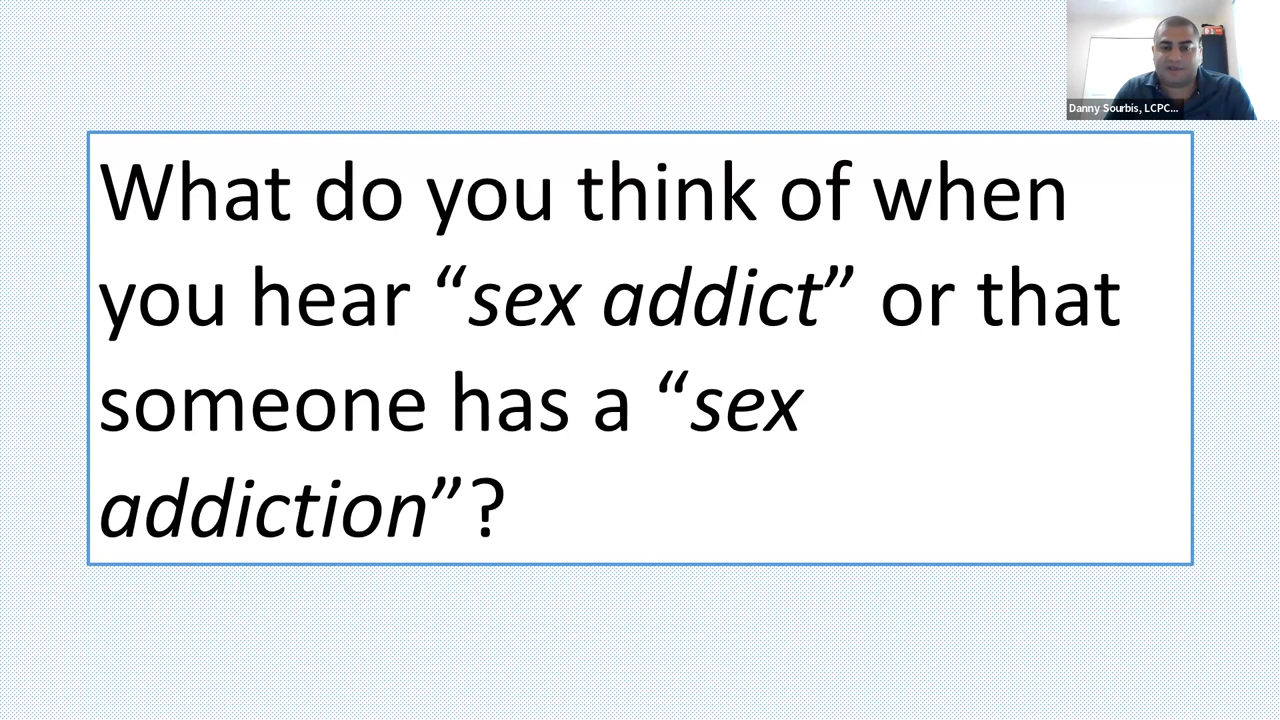 Danny Sourbis, LCPC...
What do you think of when
you hear “sex addict” or that
someone has a “sex
addiction”?